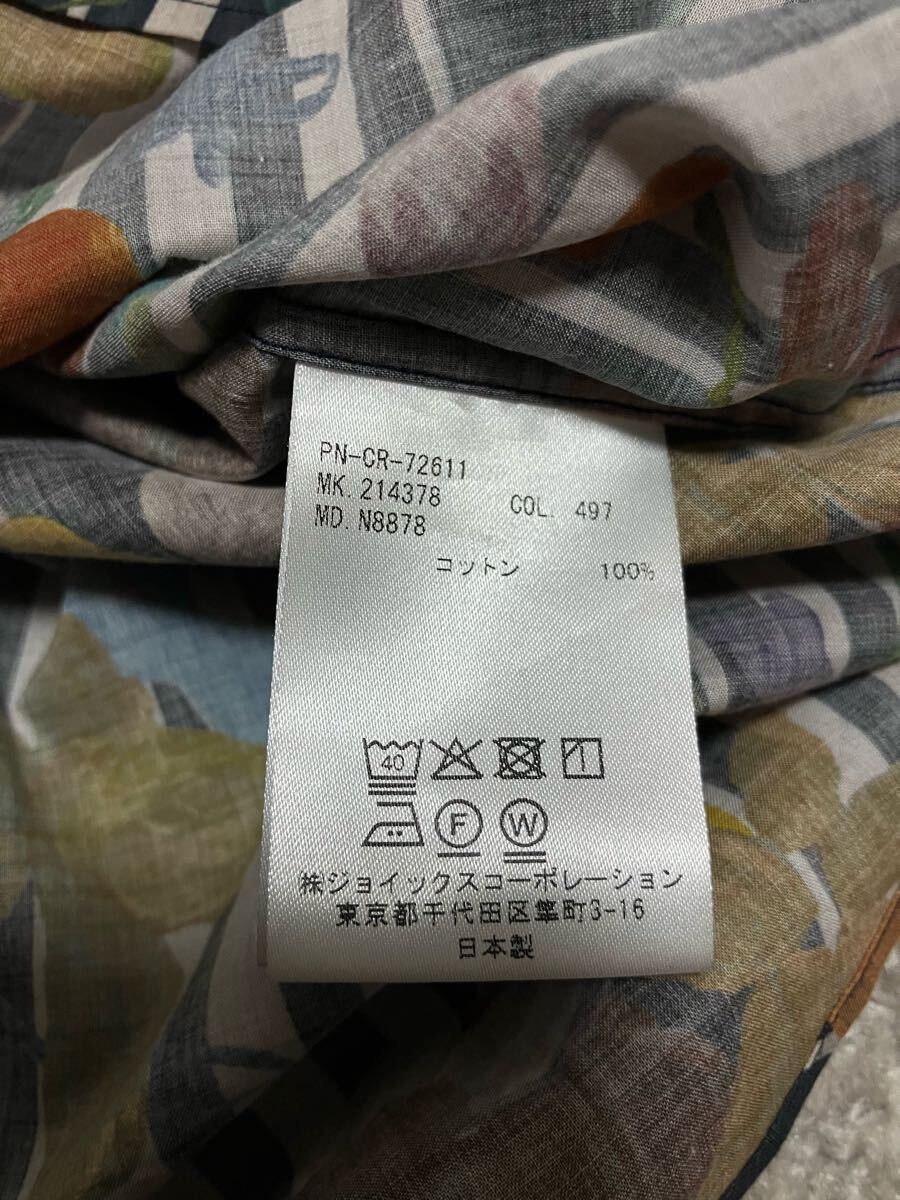 PN-CR-72611
MK. 214378 COL. 497
MD. N8878
コットン 100%
40
F W
㈱ジョイックスコーポレーション
東京都千代田区隼町3-16
日本製